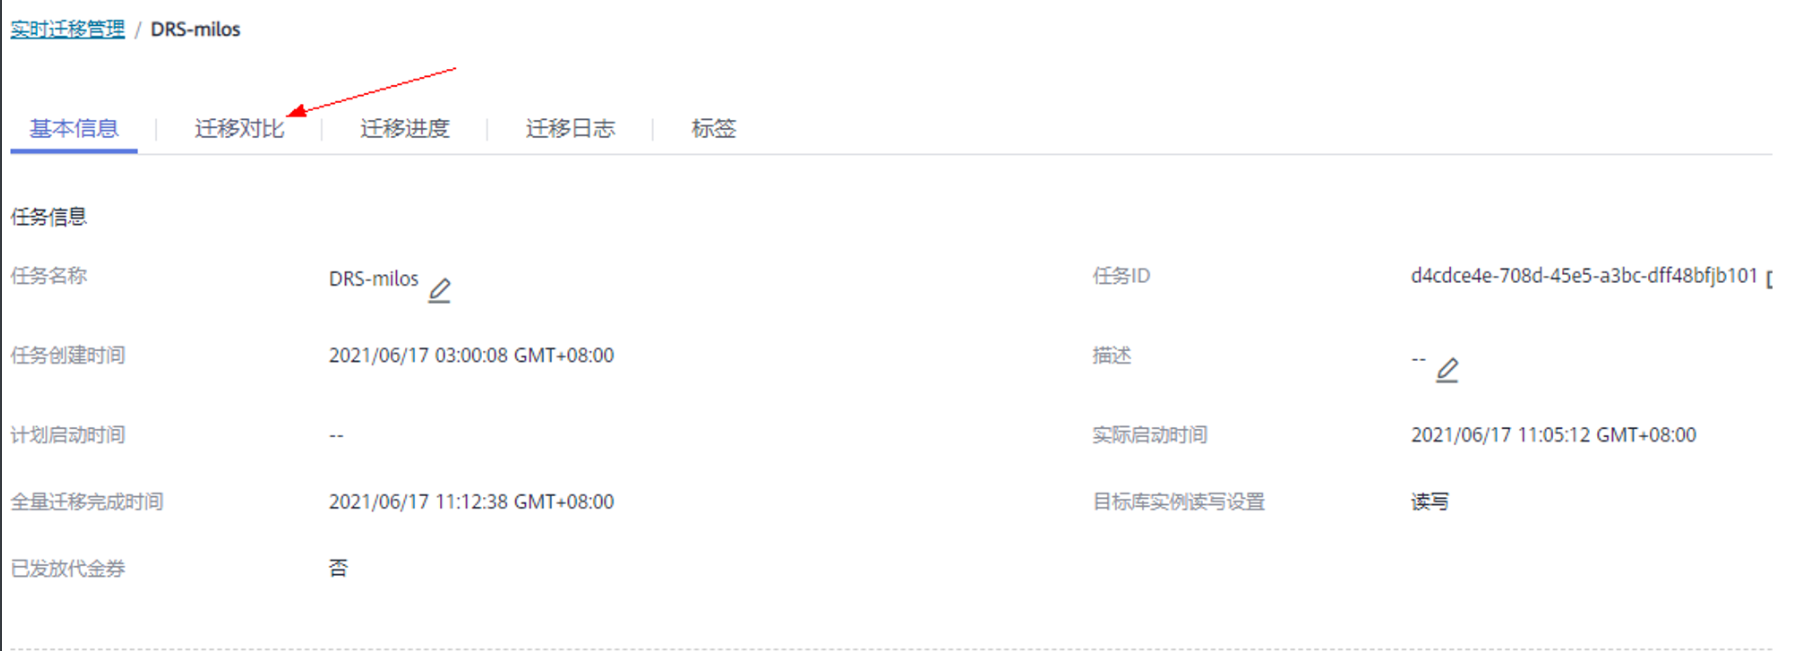 实时迁移管理 / DRS-milos
基本信息 迁移对比 迁移进度 迁移日志 标签
任务信息
任务名称 DRS-milos 任务ID d4cdce4e-708d-45e5-a3bc-dff48bfjb101
任务创建时间 2021/06/17 03:00:08 GMT+08:00 描述 --
计划启动时间 -- 实际启动时间 2021/06/17 11:05:12 GMT+08:00
全量迁移完成时间 2021/06/17 11:12:38 GMT+08:00 目标库实例读写设置 读写
已发放代金券 否